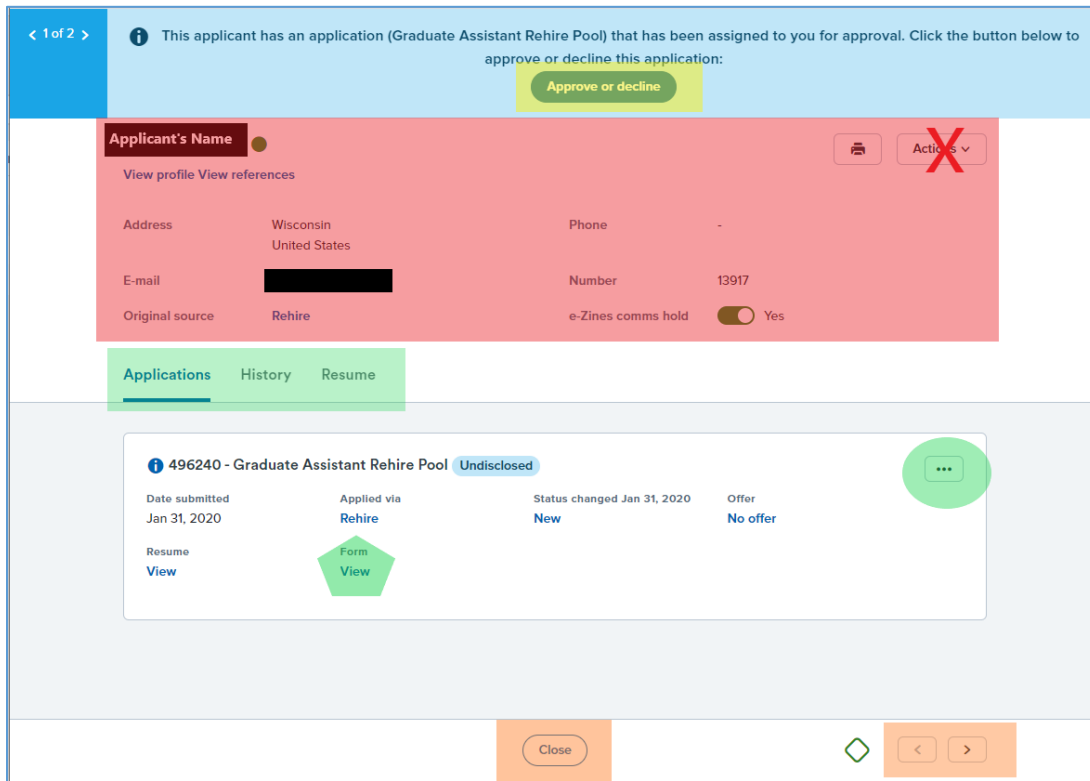 1 of 2
This applicant has an application (Graduate Assistant Rehire Pool) that has been assigned to you for approval. Click the button below to
approve or decline this application:
Approve or decline
Applicant's Name
Actions
View profile View references
Address Wisconsin Phone -
United States
E-mail Number 13917
Original source Rehire e-Zines comms hold Yes
Applications History Resume
496240 - Graduate Assistant Rehire Pool Undisclosed
Date submitted Applied via Status changed Jan 31, 2020 Offer
Jan 31, 2020 Rehire New No offer
Resume Form
View View
Close